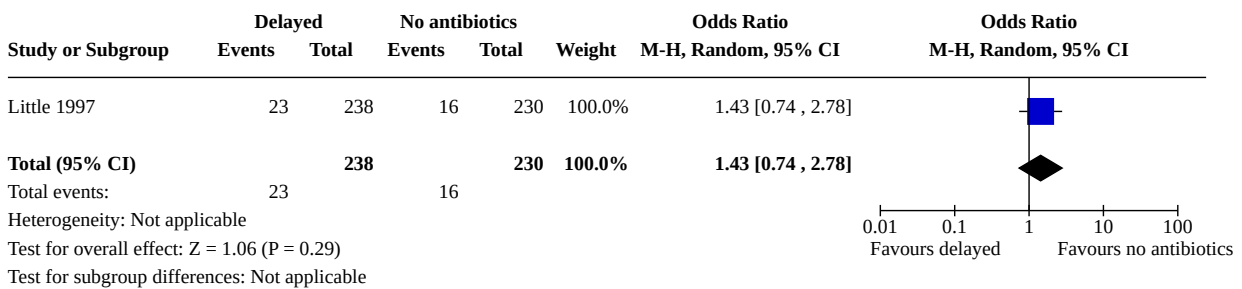 Delayed No antibiotics Odds Ratio Odds Ratio
Study or Subgroup Events Total Events Total Weight M-H, Random, 95% CI M-H, Random, 95% CI
Little 1997 23 238 16 230 100.0% 1.43 [0.74 , 2.78]
Total (95% CI) 238 230 100.0% 1.43 [0.74 , 2.78]
Total events: 23 16
Heterogeneity: Not applicable
0.01 0.1 1 10 100
Test for overall effect: Z = 1.06 (P = 0.29) Favours delayed Favours no antibiotics
Test for subgroup differences: Not applicable